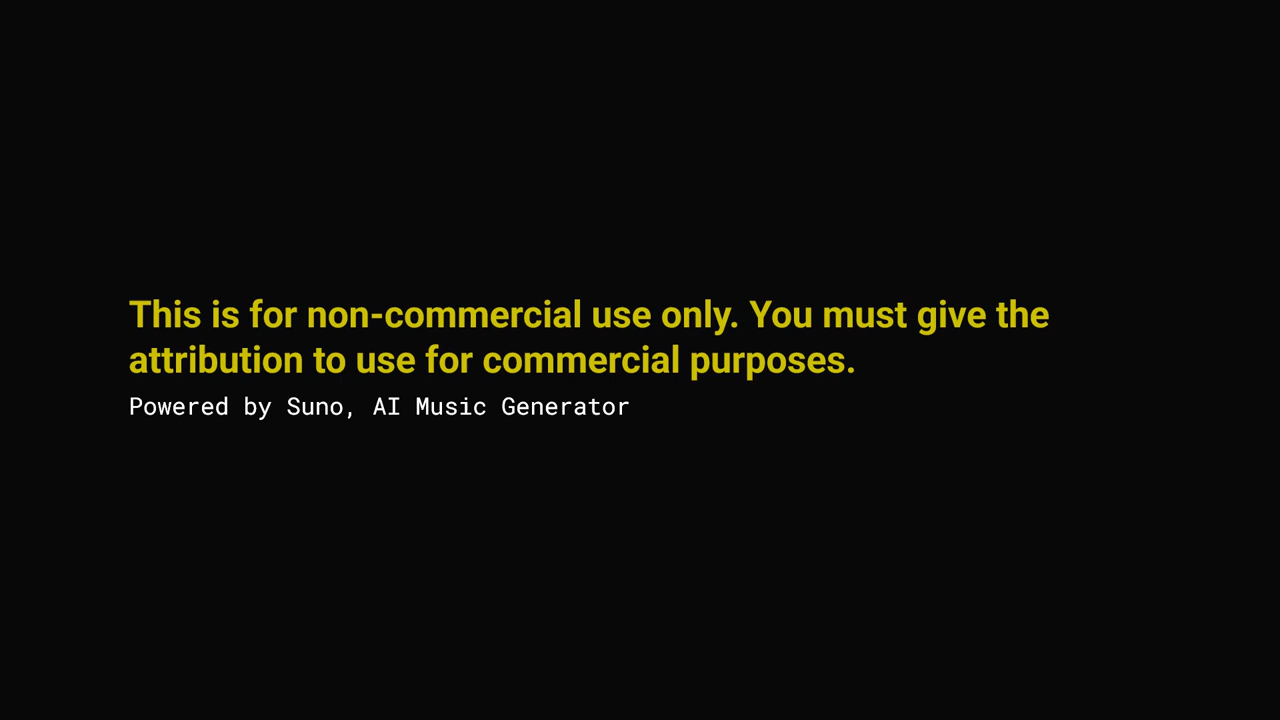 This is for non-commercial use only. You must give the
attribution to use for commercial purposes.
Powered by Suno, AI Music Generator